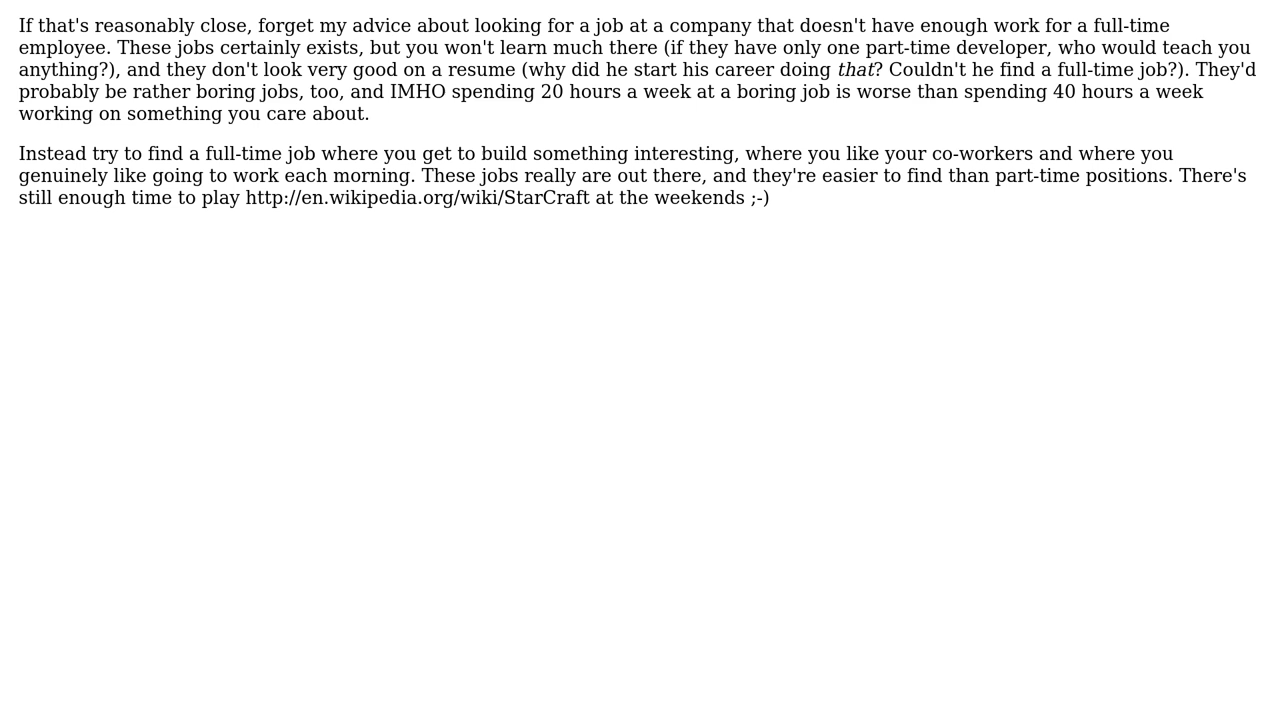 If that's reasonably close, forget my advice about looking for a job at a company that doesn't have enough work for a full-time
employee. These jobs certainly exists, but you won't learn much there (if they have only one part-time developer, who would teach you
anything?), and they don't look very good on a resume (why did he start his career doing that? Couldn't he find a full-time job?). They'd
probably be rather boring jobs, too, and IMHO spending 20 hours a week at a boring job is worse than spending 40 hours a week
working on something you care about.
Instead try to find a full-time job where you get to build something interesting, where you like your co-workers and where you
genuinely like going to work each morning. These jobs really are out there, and they're easier to find than part-time positions. There's
still enough time to play http://en.wikipedia.org/wiki/StarCraft at the weekends ;-)